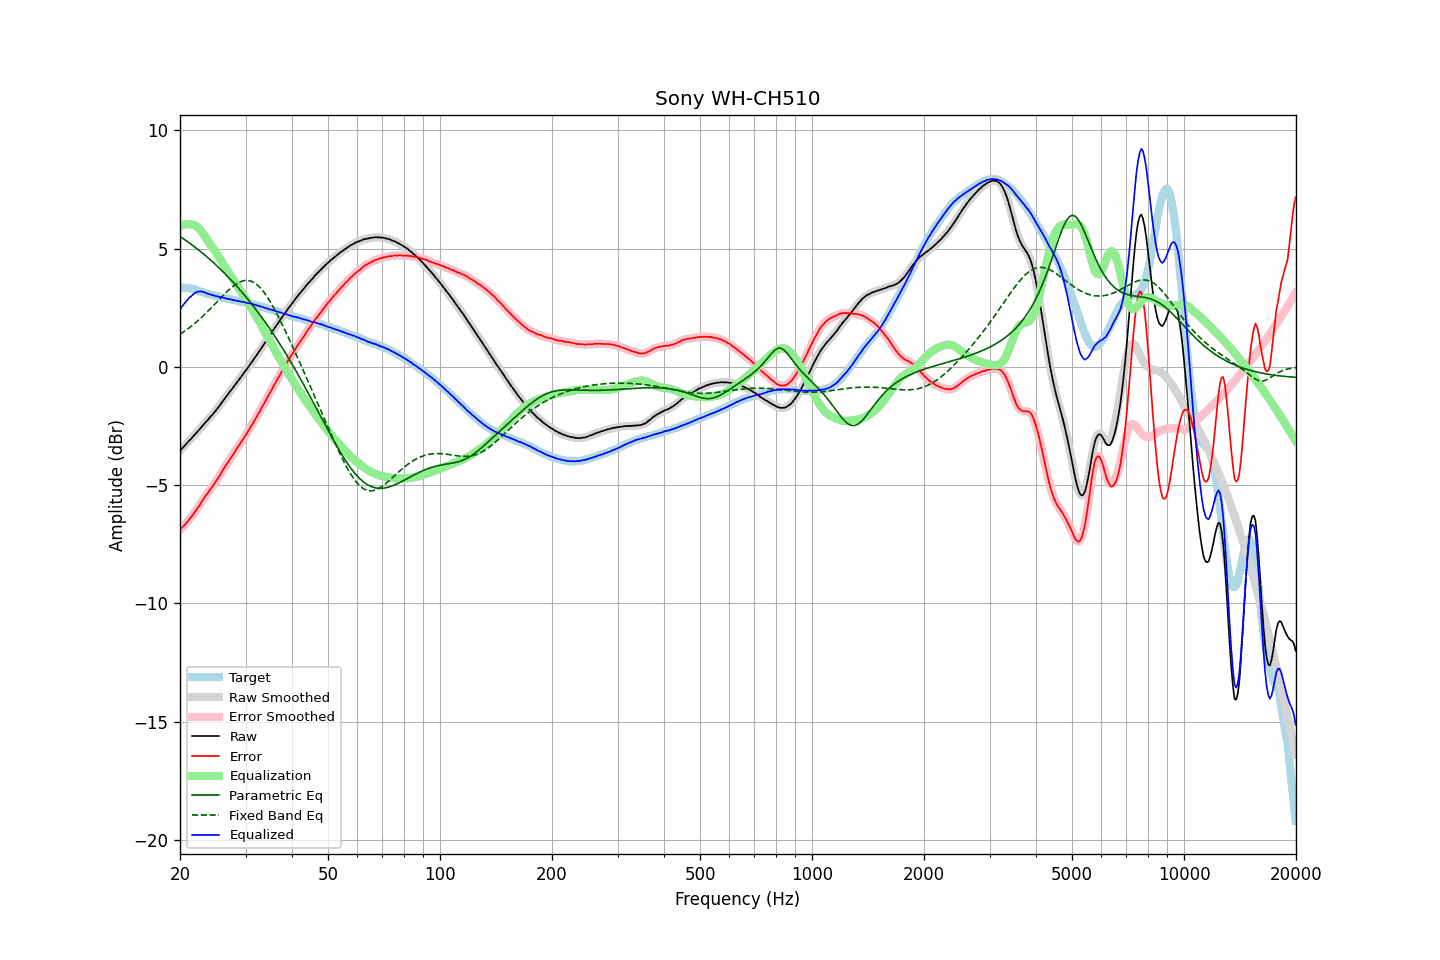 Sony WH-CH510
10
5
0
−5
−10
−15
−20
Amplitude (dBr)
Target
Raw Smoothed
Error Smoothed
Raw
Error
Equalization
Parametric Eq
Fixed Band Eq
Equalized
20 50 100 200 500 1000 2000 5000 10000 20000
Frequency (Hz)